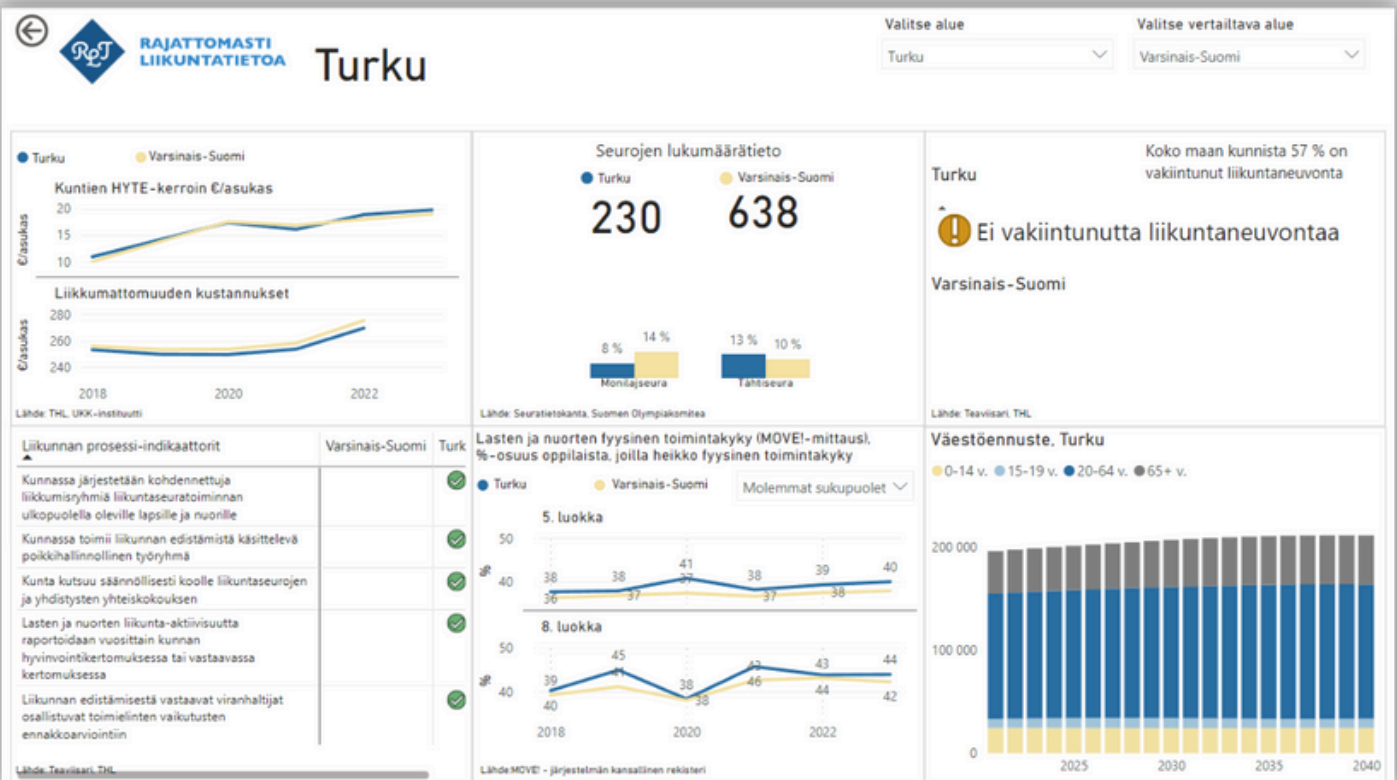 RLT
RAJATTOMASTI
LIIKUNTATIETOA
Turku
Valitse alue
Turku
Valitse vertailtava alue
Varsinais-Suomi
Turku
Varsinais-Suomi
Kuntien HYTE-kerroin €/asukas
€/asukas
20
15
10
Liikkumattomuuden kustannukset
€/asukas
280
260
240
2018 2020 2022
Lähde: THL, UKK-instituutti
Seurojen lukumäärätieto
Turku
Varsinais-Suomi
230
638
8 %
14 %
13 %
10 %
Monilajseura
Tähtiseura
Lähde: Seuratietokanta, Suomen Olympiakomitea
Turku
Koko maan kunnista 57 % on
vakiintunut liikuntaneuvonta
Ei vakiintunutta liikuntaneuvontaa
Varsinais-Suomi
Lähde: Teaviisari, THL
Liikunnan prosessi-indikaattorit
Varsinais-Suomi
Turk
Kunnassa järjestetään kohdennettuja
liikkumisryhmiä liikuntaseuratoiminnan
ulkopuolella oleville lapsille ja nuorille
Kunnassa toimii liikunnan edistämistä käsittelevä
poikkihallinnollinen työryhmä
Kunta kutsuu säännöllisesti koolle liikuntaseurojen
ja yhdistysten yhteiskokouksen
Lasten ja nuorten liikunta-aktiivisuutta
raportoidaan vuosittain kunnan
hyvinvointikertomuksessa tai vastaavassa
kertomuksessa
Liikunnan edistämisestä vastaavat viranhaltijat
osallistuvat toimielinten vaikutusten
ennakkoarviointiin
Lähde: Teaviisari, THL
Lasten ja nuorten fyysinen toimintakyky (MOVE!-mittaus),
%-osuus oppilaista, joilla heikko fyysinen toimintakyky
Turku
Varsinais-Suomi
Molemmat sukupuolet
5. luokka
%
50
40
38 38 41 38 39 40
36 37 37 37 38
8. luokka
%
50
40
39 45 38 43 43 44
40 41 38 46 44 42
2018 2020 2022
Lähde:MOVE! - järjestelmän kansallinen rekisteri
Väestöennuste, Turku
0-14 v. 15-19 v. 20-64 v. 65+ v.
200 000
100 000
0
2025 2030 2035 2040